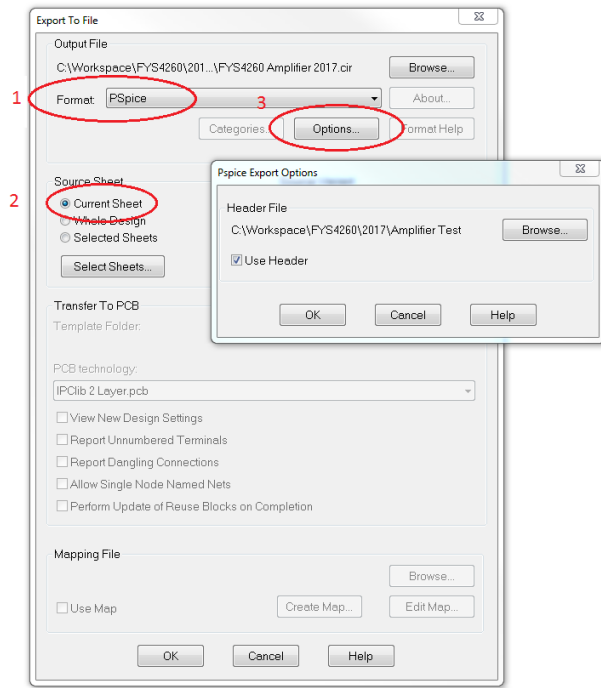 Export To File
Output File
C:\Workspace\FYS4260\201...\FYS4260 Amplifier 2017.cir
Browse...
1
Format:
PSpice
3
About...
Categories...
Options...
Format Help
Source Sheet
2
Current Sheet
Whole Design
Selected Sheets
Select Sheets...
Pspice Export Options
Header File
C:\Workspace\FYS4260\2017\Amplifier Test
Browse...
Use Header
OK
Cancel
Help
Transfer To PCB
Template Folder:
PCB technology:
IPClib 2 Layer.pcb
View New Design Settings
Report Unnumbered Terminals
Report Dangling Connections
Allow Single Node Named Nets
Perform Update of Reuse Blocks on Completion
Mapping File
Browse...
Use Map
Create Map...
Edit Map...
OK
Cancel
Help